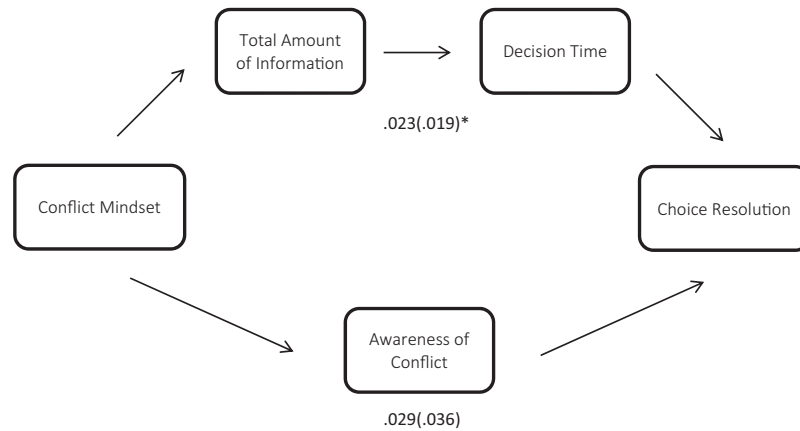 Total Amount
of Information
Decision Time
.023(.019)*
Conflict Mindset
Choice Resolution
Awareness of
Conflict
.029(.036)